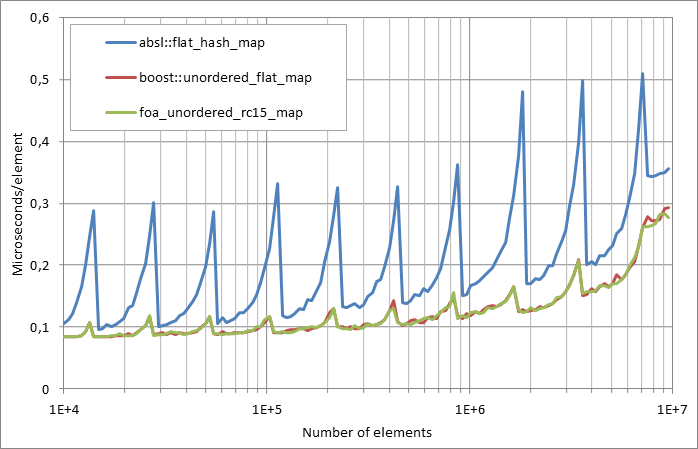 0,6
0,5
0,4
0,3
0,2
0,1
0
Microseconds/element
absl::flat_hash_map
boost::unordered_flat_map
foa_unordered_rc15_map
1E+4
1E+5
1E+6
1E+7
Number of elements